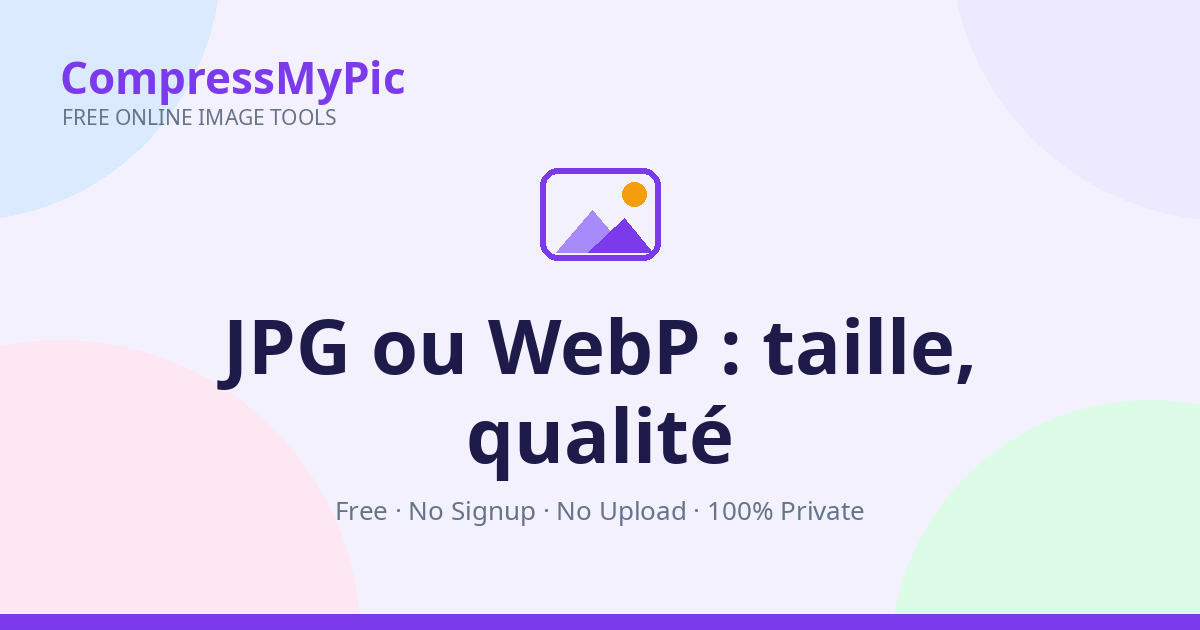 CompressMyPic
FREE ONLINE IMAGE TOOLS
JPG ou WebP : taille,
qualité
Free · No Signup · No Upload · 100% Private